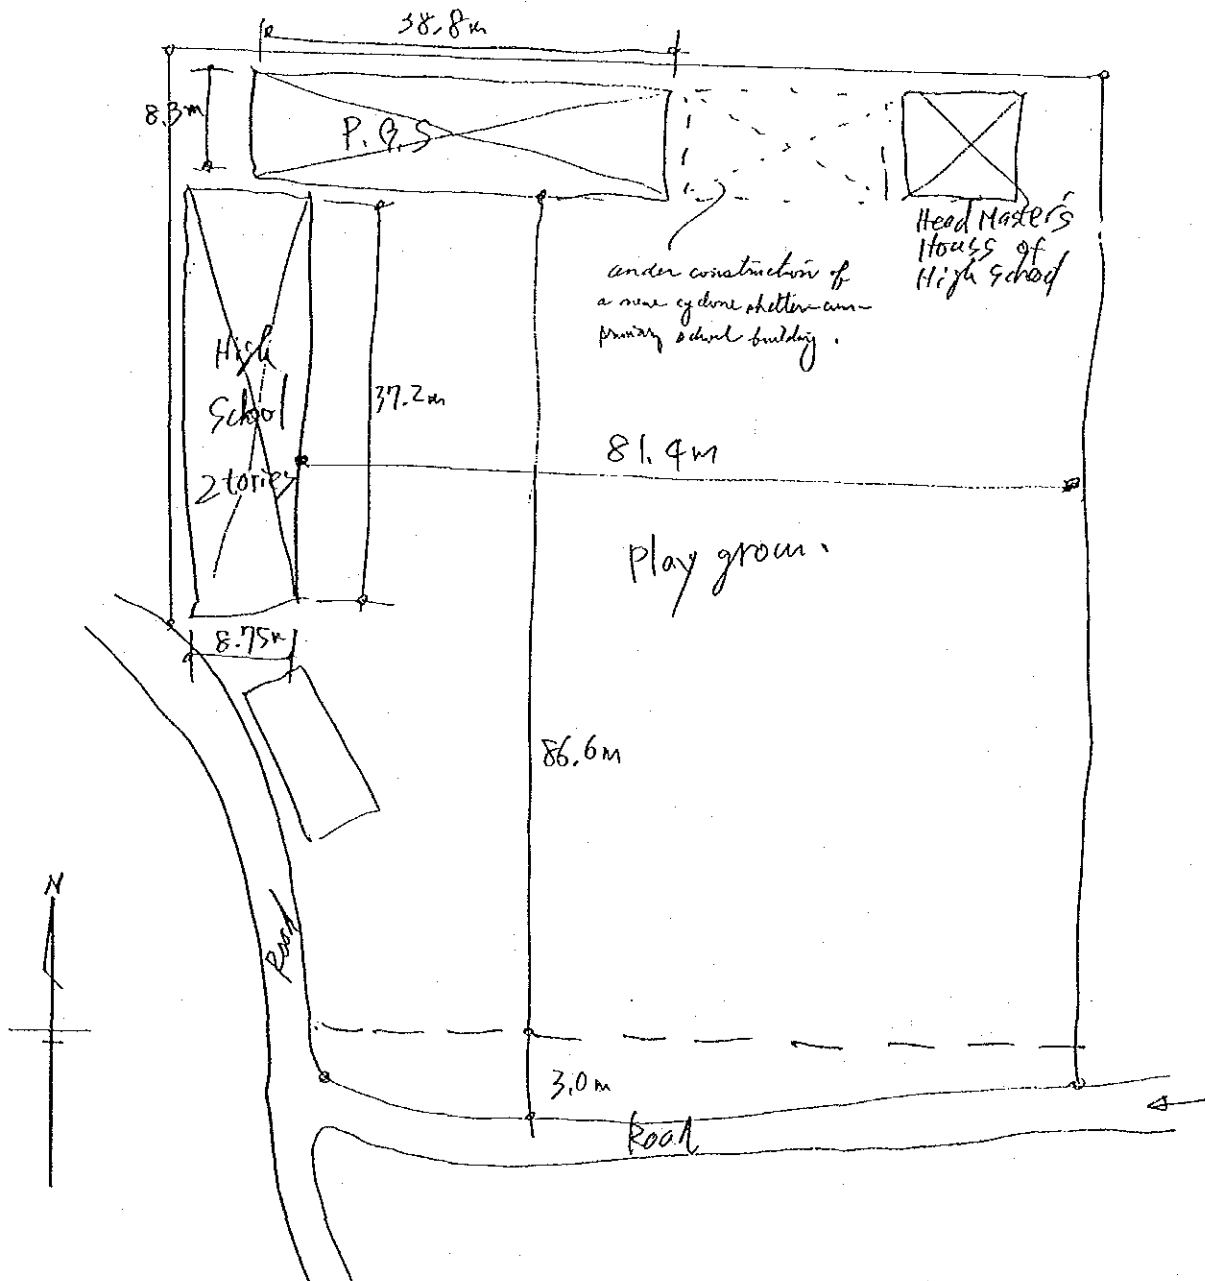 38.8m
8.3m
P.B.S
Head Master's
House of
High School
under construction of
a new cyclone shelter-cum-
primary school building.
High
School
2 tories
37.2m
81.4m
Play groun.
8.75m
86.6m
N
Road
3.0m
Road